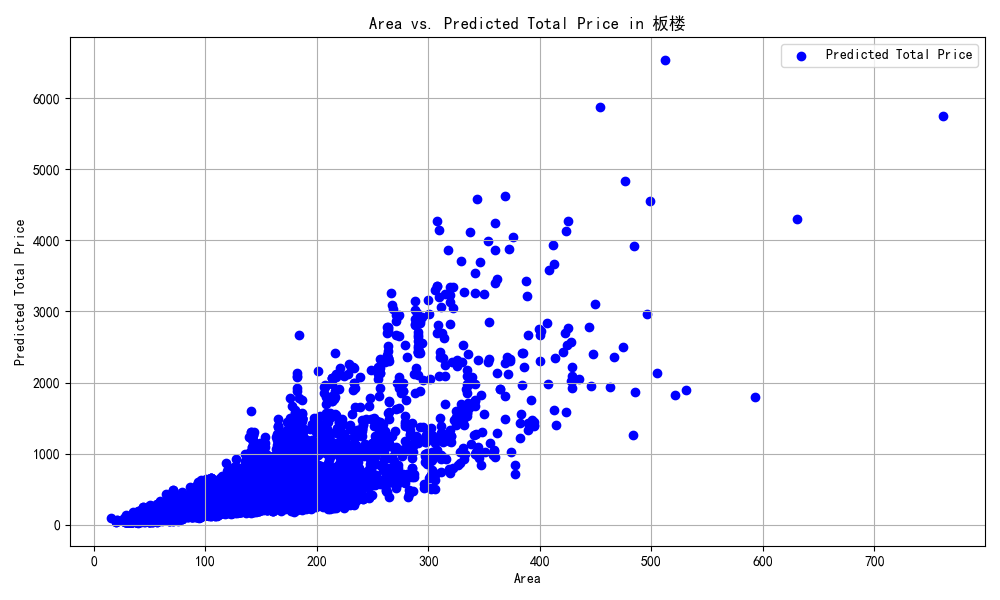 Area vs. Predicted Total Price in 板楼
Predicted Total Price
Predicted Total Price
6000
5000
4000
3000
2000
1000
0
0 100 200 300 400 500 600 700
Area